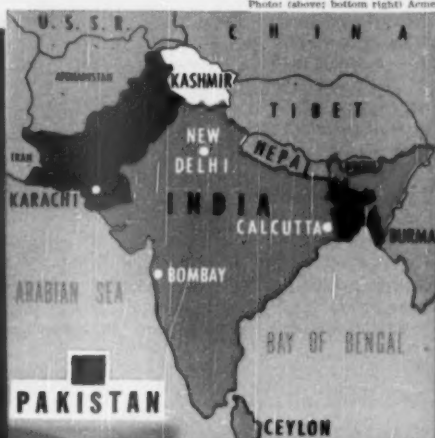 Photo: (above; bottom right) Acme
U.S.S.R.
CHINA
AFGHANISTAN
KASHMIR
TIBET
IRAN
NEW
DELHI
NEPA
KARACHI
INDIA
CALCUTTA
BURMA
BOMBAY
ARABIAN SEA
BAY OF BENGAL
PAKISTAN
CEYLON